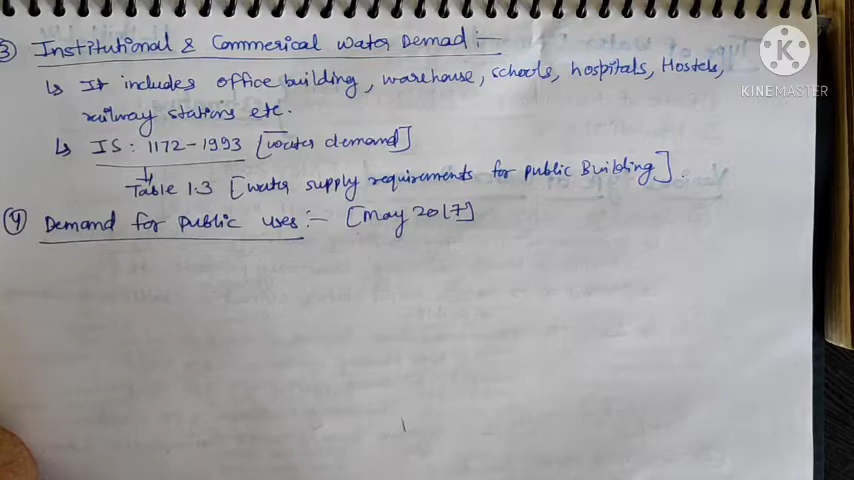 ③ Institutional & Commerical Water Demad :-
↳ It includes office building, warehouse, schools, hospitals, Hostels,
railway stations etc.
↳ IS : 1172-1993 [water demand]
Table 1.3 [water supply requirements for public Building].
④ Demand for public uses :- [May 2017]
KINEMASTER